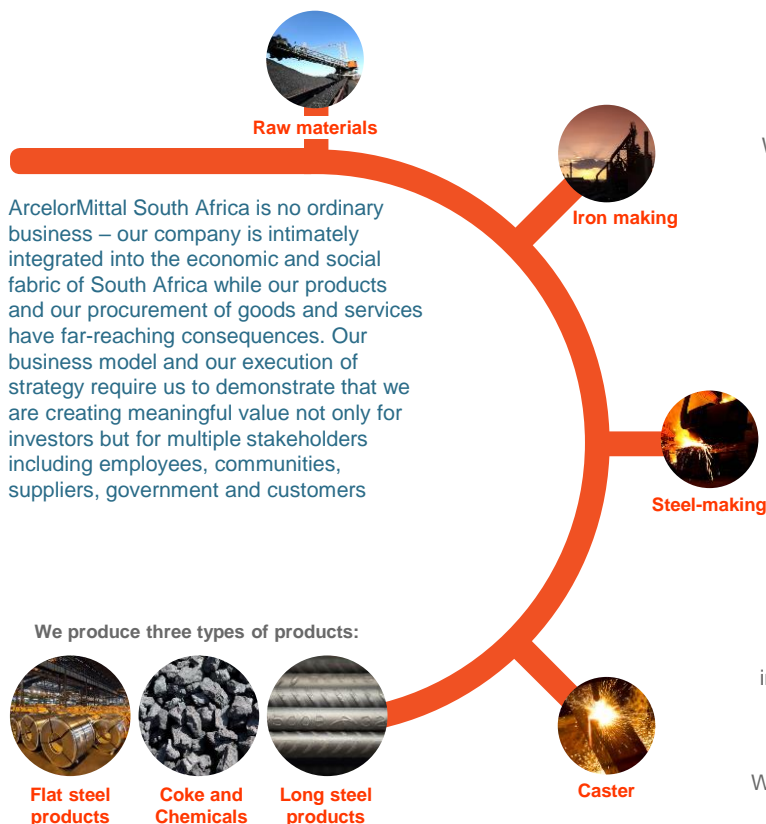 Raw materials
Iron making
ArcelorMittal South Africa is no ordinary
business – our company is intimately
integrated into the economic and social
fabric of South Africa while our products
and our procurement of goods and services
have far-reaching consequences. Our
business model and our execution of
strategy require us to demonstrate that we
are creating meaningful value not only for
investors but for multiple stakeholders
including employees, communities,
suppliers, government and customers
Steel-making
We produce three types of products:
Caster
Flat steel
products
Coke and
Chemicals
Long steel
products